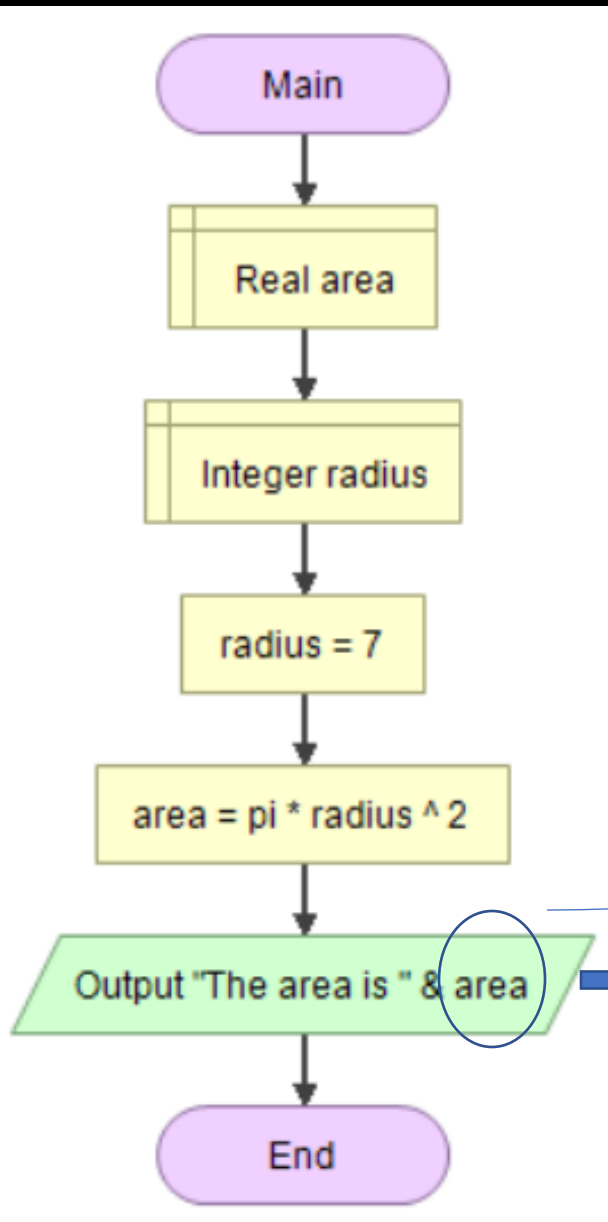 Main
Real area
Integer radius
radius = 7
area = pi * radius ^ 2
Output "The area is " & area
End